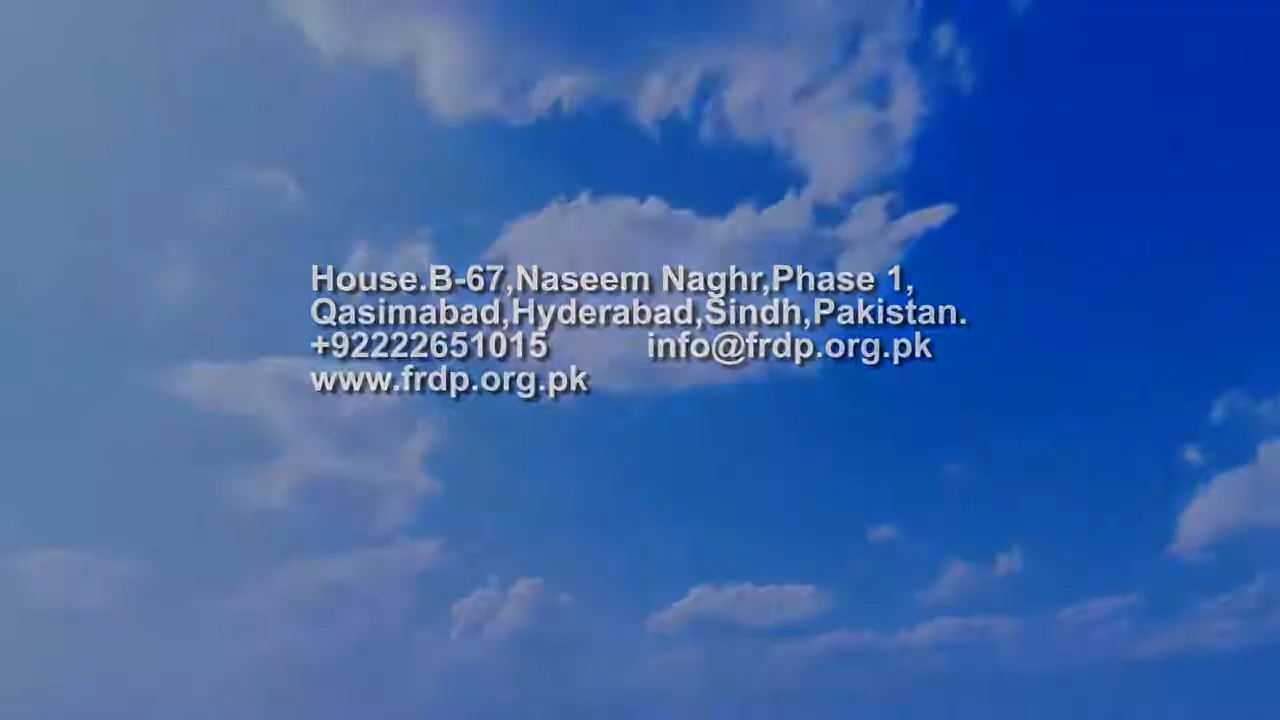 House.B-67,Naseem Naghr,Phase 1,
Qasimabad,Hyderabad,Sindh,Pakistan.
+92222651015 info@frdp.org.pk
www.frdp.org.pk